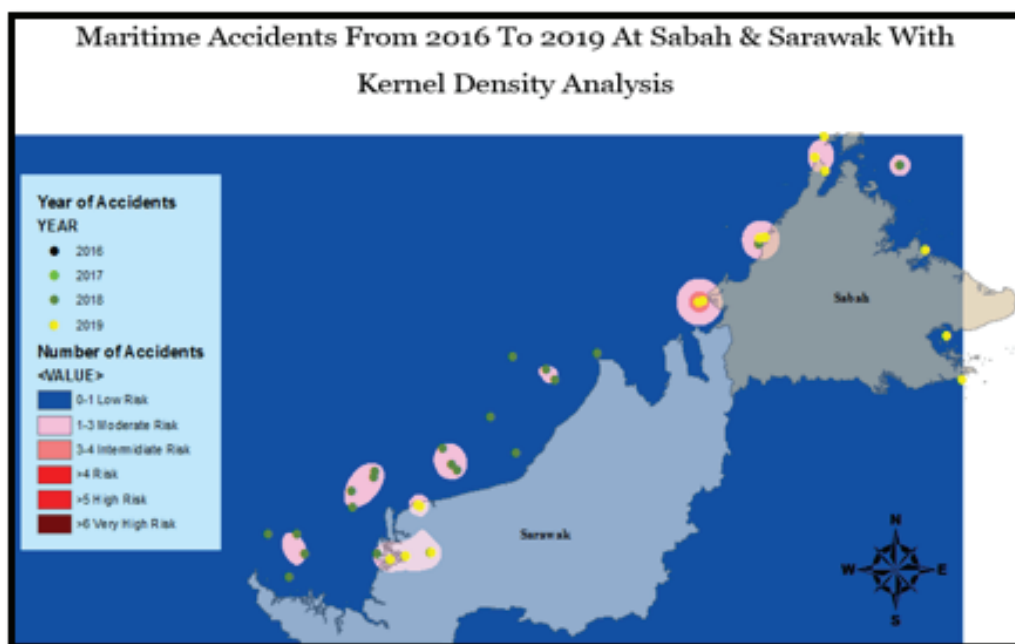 Maritime Accidents From 2016 To 2019 At Sabah & Sarawak With
Kernel Density Analysis
Year of Accidents
YEAR
2016
2017
2018
2019
Number of Accidents
<VALUE>
0-1 Low Risk
1-3 Moderate Risk
3-4 Intermidiate Risk
>4 Risk
>5 High Risk
>6 Very High Risk
Sabah
Sarawak
N
W E
S